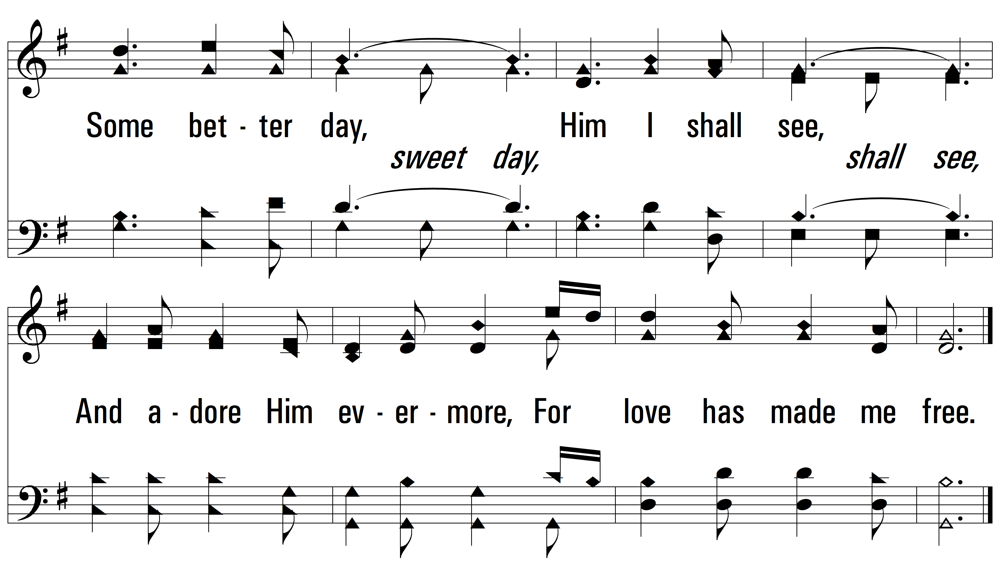 Some bet - ter day, Him I shall see,
sweet day, shall see,
And a - dore Him ev - er - more, For love has made me free.